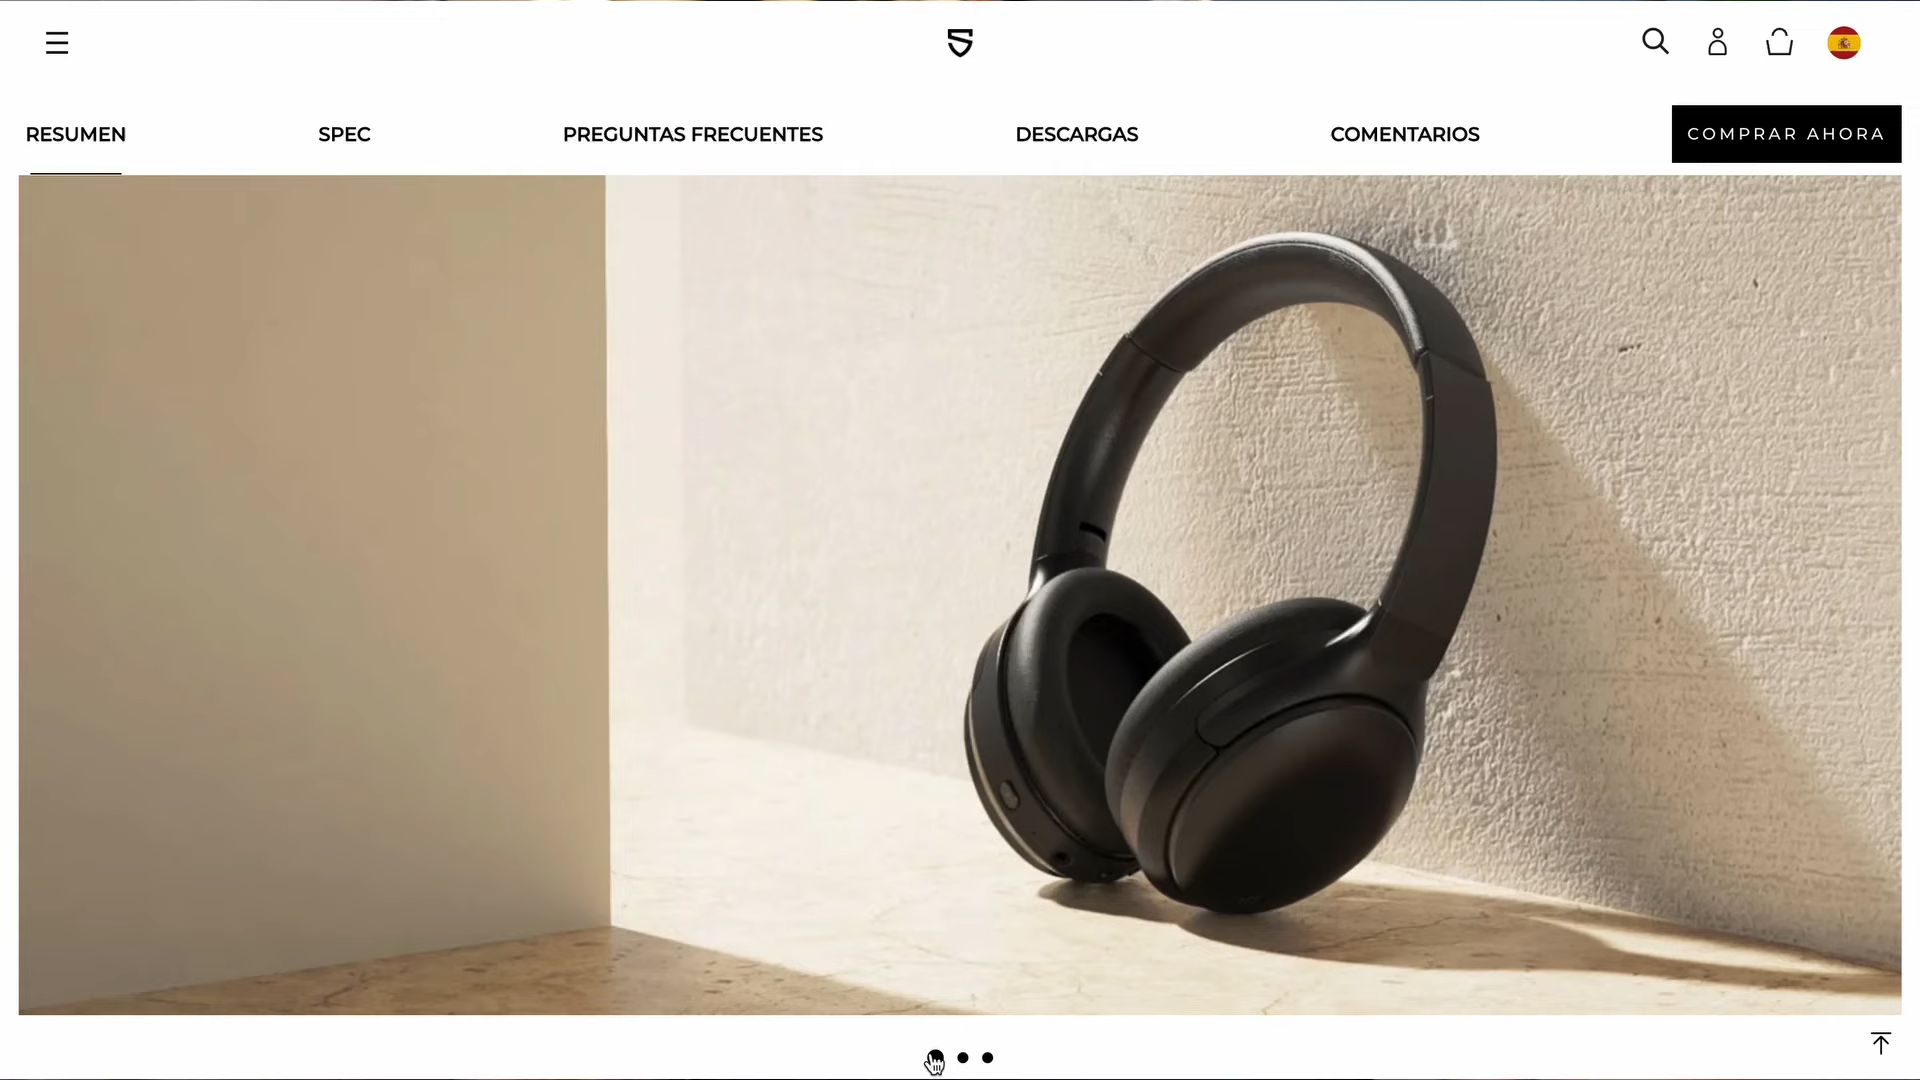 RESUMEN
SPEC
PREGUNTAS FRECUENTES
DESCARGAS
COMENTARIOS
COMPRAR AHORA